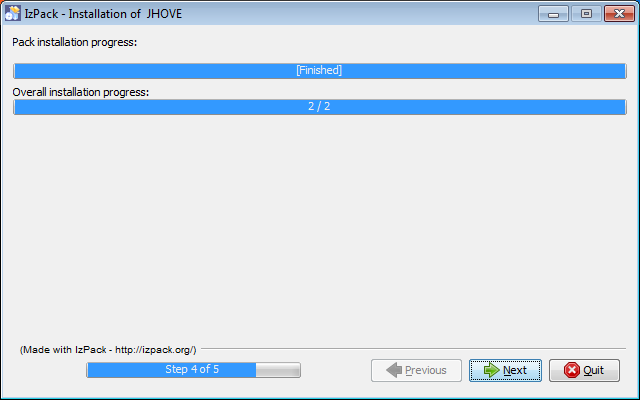 IzPack - Installation of JHOVE
Pack installation progress:
[Finished]
Overall installation progress:
2 / 2
(Made with IzPack - http://izpack.org/)
Step 4 of 5
Previous
Next
Quit